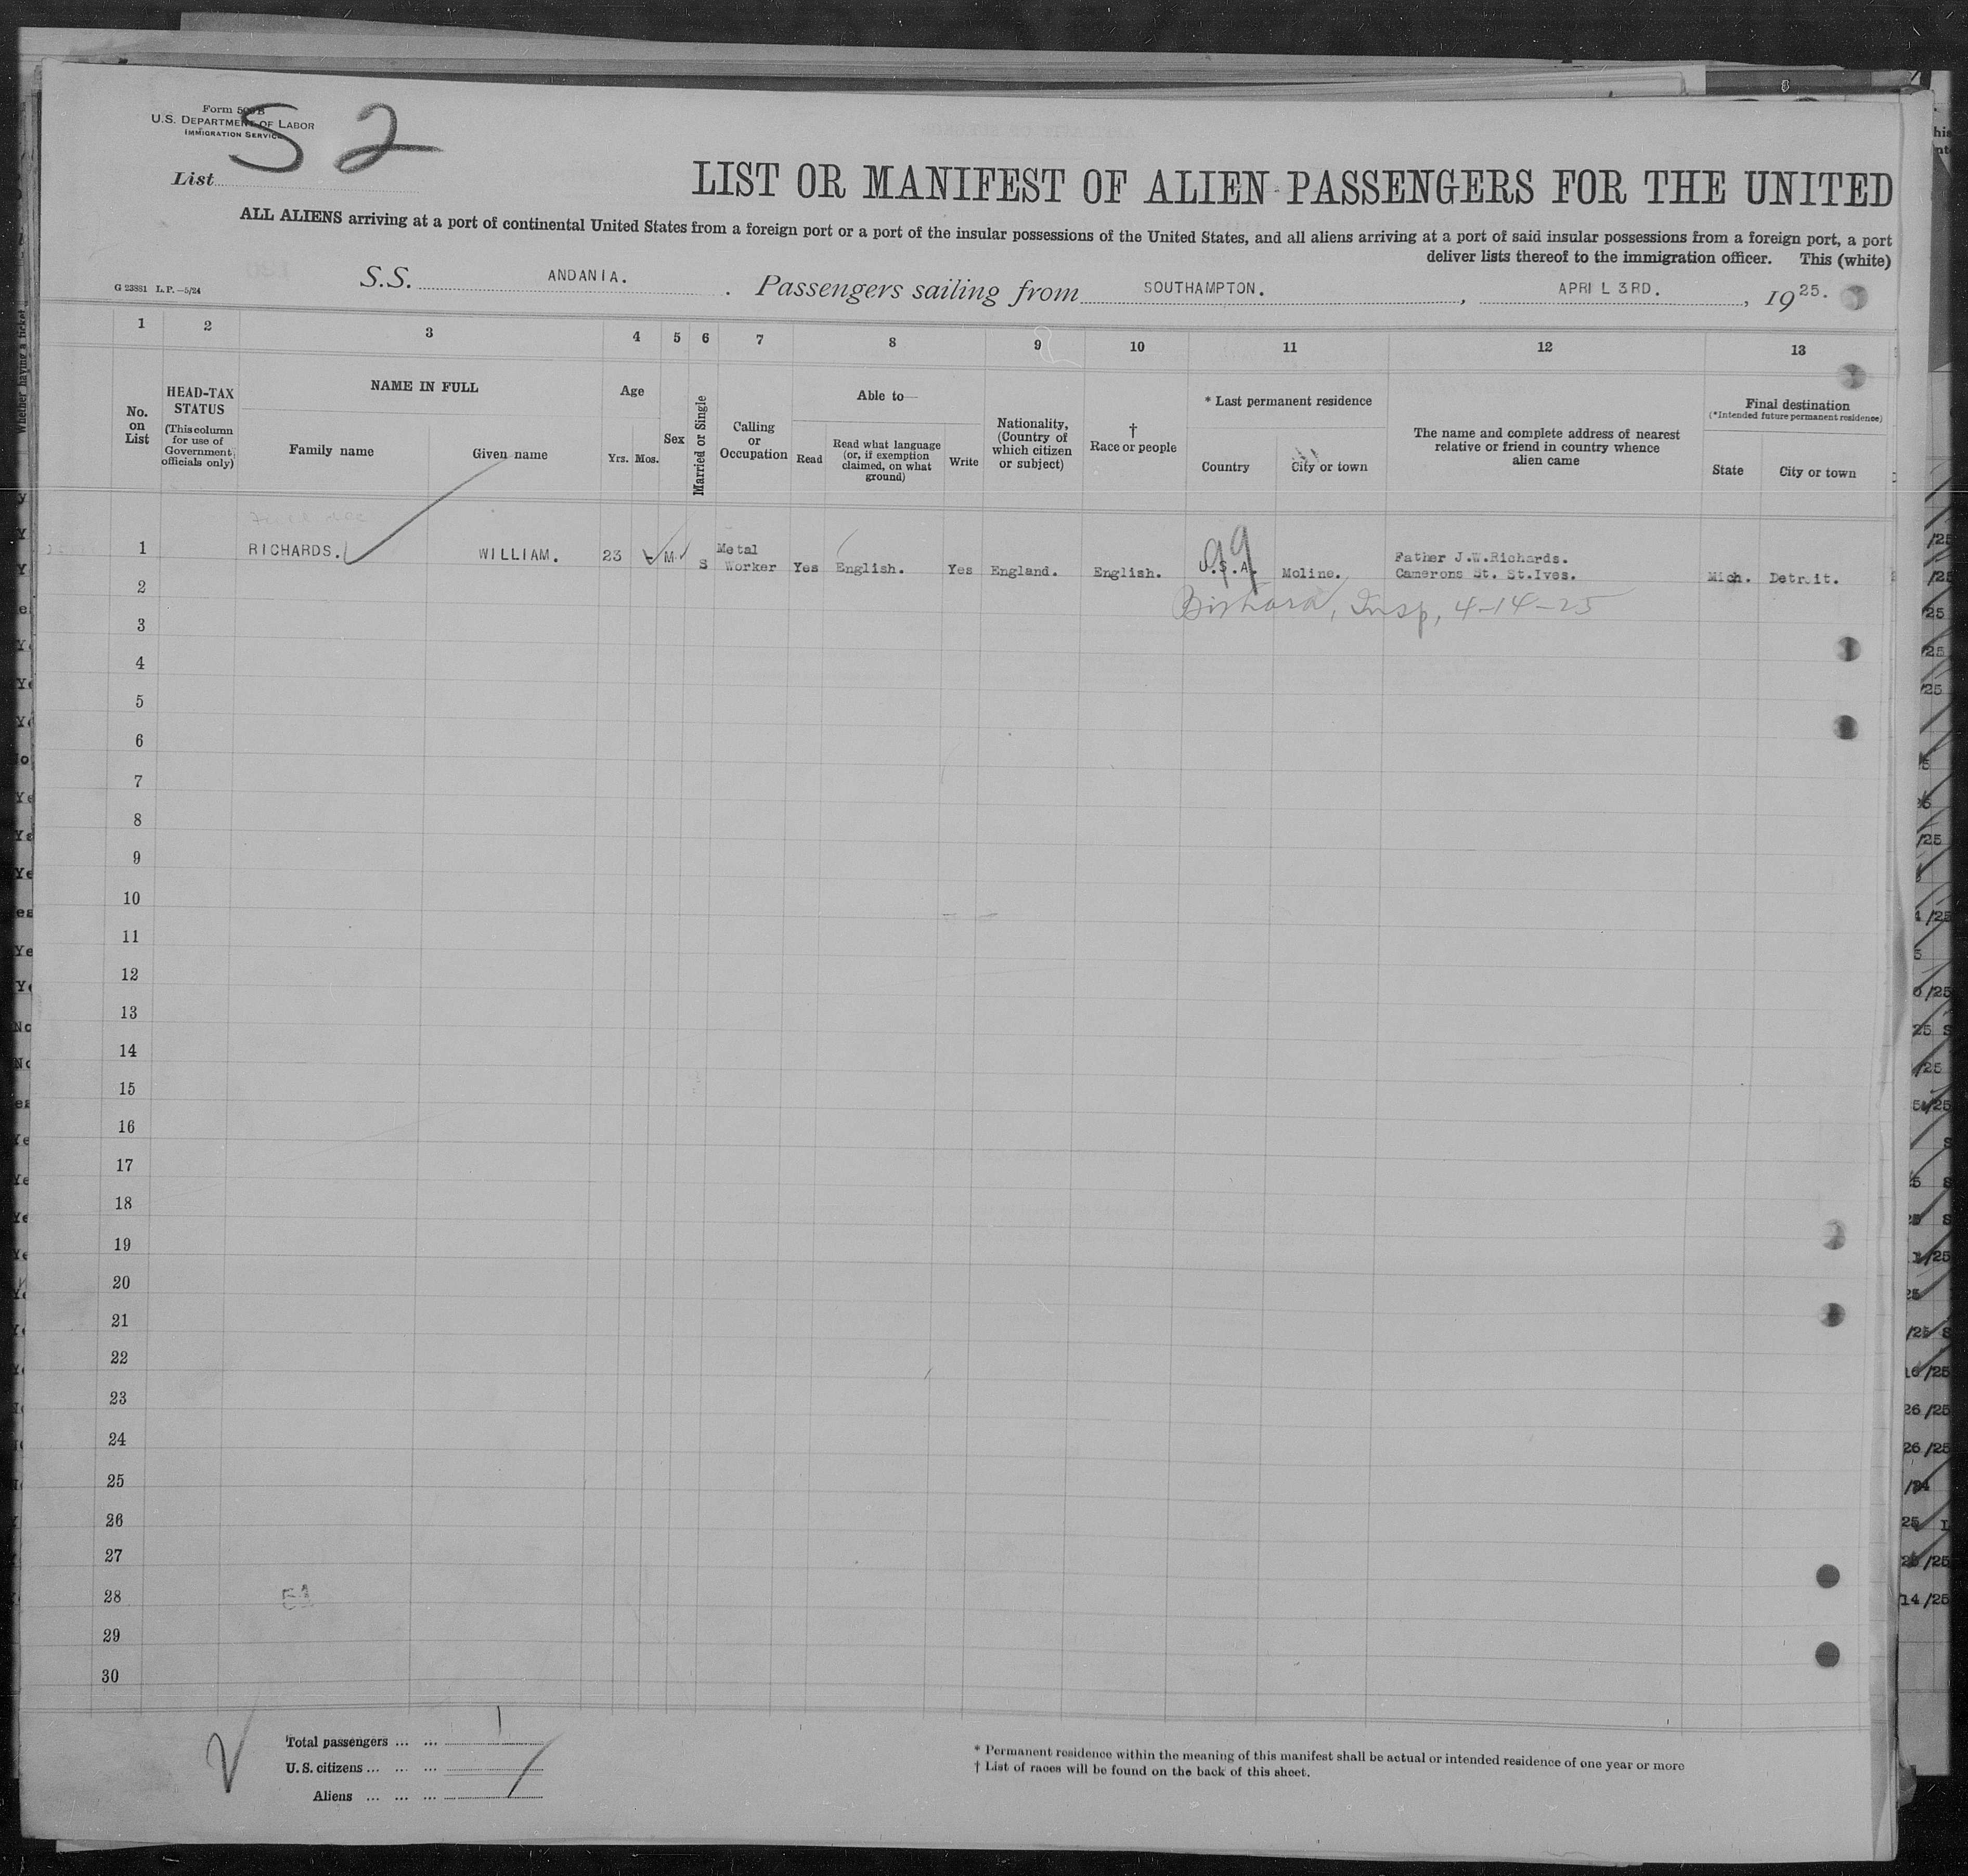 Form 500 B
U.S. DEPARTMENT OF LABOR
IMMIGRATION SERVICE
S 2
List
LIST OR MANIFEST OF ALIEN PASSENGERS FOR THE UNITED
ALL ALIENS arriving at a port of continental United States from a foreign port or a port of the insular possessions of the United States, and all aliens arriving at a port of said insular possessions from a foreign port, a port
deliver lists thereof to the immigration officer. This (white)
G 23881 L.P.—5/24
S.S. ANDANIA. Passengers sailing from SOUTHAMPTON. , APRIL 3RD. , 19 25.
1 2 3 4 5 6 7 8 9 10 11 12 13
No. on List
HEAD-TAX STATUS
(This column for use of Government officials only)
NAME IN FULL
Family name Given name
Age
Yrs. Mos.
Sex
Married or Single
Calling or Occupation
Able to—
Read
Read what language (or, if exemption claimed, on what ground)
Write
Nationality, (Country of which citizen or subject)
† Race or people
* Last permanent residence
Country City or town
The name and complete address of nearest relative or friend in country whence alien came
Final destination
(*Intended future permanent residence)
State City or town
1 RICHARDS. WILLIAM. 23 - M S Metal Worker Yes English. Yes England. English. U.S.A. Moline. Father J.W.Richards. Camerons St. St.Ives. Mich. Detroit.
99
2
Insp, 4-14-25
3
4
5
6
7
8
9
10
11
12
13
14
15
16
17
18
19
20
21
22
23
24
25
26
27
28
29
30
Total passengers ... ... 1
U.S. citizens ... ... ...
Aliens ... ... ...
* Permanent residence within the meaning of this manifest shall be actual or intended residence of one year or more
† List of races will be found on the back of this sheet.